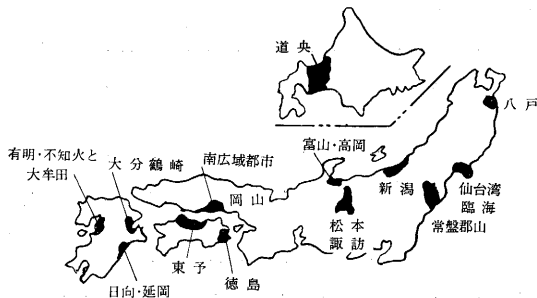 道央
八戸
富山・高岡
新潟
仙台湾
臨海
常盤郡山
松本
諏訪
南広域都市
岡山
大分鶴崎
有明・不知火と
大牟田
東予
徳島
日向・延岡